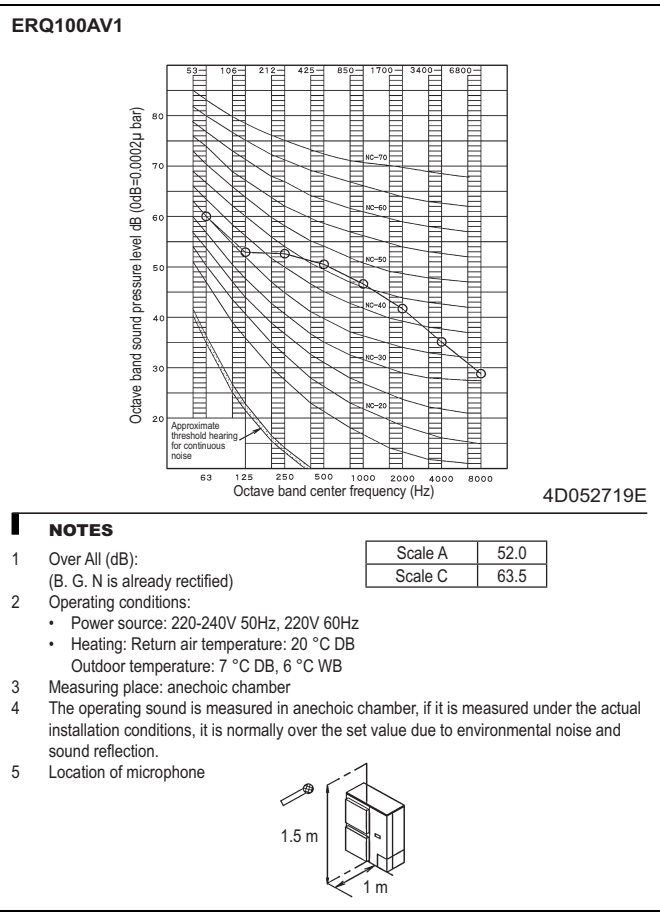 ERQ100AV1
53 106 212 425 850 1700 3400 6800
Octave band sound pressure level dB (0dB=0.0002µ bar)
80
70
60
50
40
30
20
NC-70
NC-60
NC-50
NC-40
NC-30
NC-20
Approximate
threshold hearing
for continuous
noise
63 125 250 500 1000 2000 4000 8000
Octave band center frequency (Hz)
4D052719E
NOTES
1 Over All (dB):
(B. G. N is already rectified)
Scale A 52.0
Scale C 63.5
2 Operating conditions:
• Power source: 220-240V 50Hz, 220V 60Hz
• Heating: Return air temperature: 20 °C DB
Outdoor temperature: 7 °C DB, 6 °C WB
3 Measuring place: anechoic chamber
4 The operating sound is measured in anechoic chamber, if it is measured under the actual
installation conditions, it is normally over the set value due to environmental noise and
sound reflection.
5 Location of microphone
1.5 m
1 m